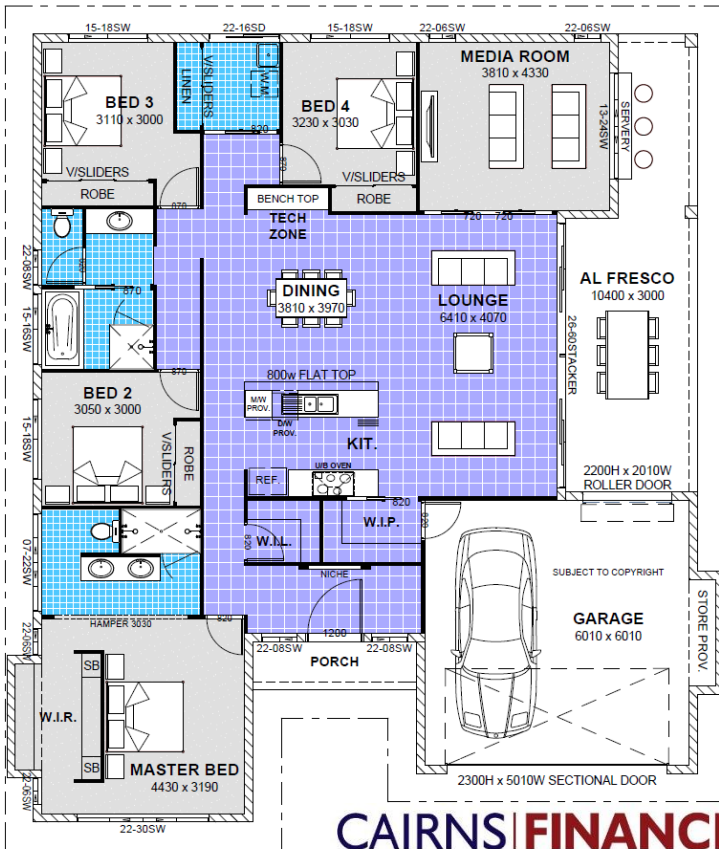 15-18SW
22-16SD
15-18SW
22-06SW
22-06SW
BED 3
3110 x 3000
LINEN
V/SLIDERS
W.M
BED 4
3230 x 3030
MEDIA ROOM
3810 x 4330
SERVERY
13-24SW
820
870
V/SLIDERS
ROBE
V/SLIDERS
ROBE
870
BENCH TOP
TECH
ZONE
720
720
22-08SW
820
870
15-16SW
DINING
3810 x 3970
LOUNGE
6410 x 4070
AL FRESCO
10400 x 3000
26-80STACKER
870
BED 2
3050 x 3000
15-18SW
V/SLIDERS
ROBE
800w FLAT TOP
M/W
PROV.
D/W
PROV.
KIT.
U/B OVEN
REF.
2200H x 2010W
ROLLER DOOR
820
W.I.P.
820
W.I.L.
820
07-22SW
NICHE
SUBJECT TO COPYRIGHT
GARAGE
6010 x 6010
STORE PROV.
HAMPER 3030
820
22-08SW
1200
22-08SW
PORCH
22-06SW
SB
W.I.R.
SB
MASTER BED
4430 x 3190
22-06SW
22-30SW
2300H x 5010W SECTIONAL DOOR
CAIRNS|FINANCE